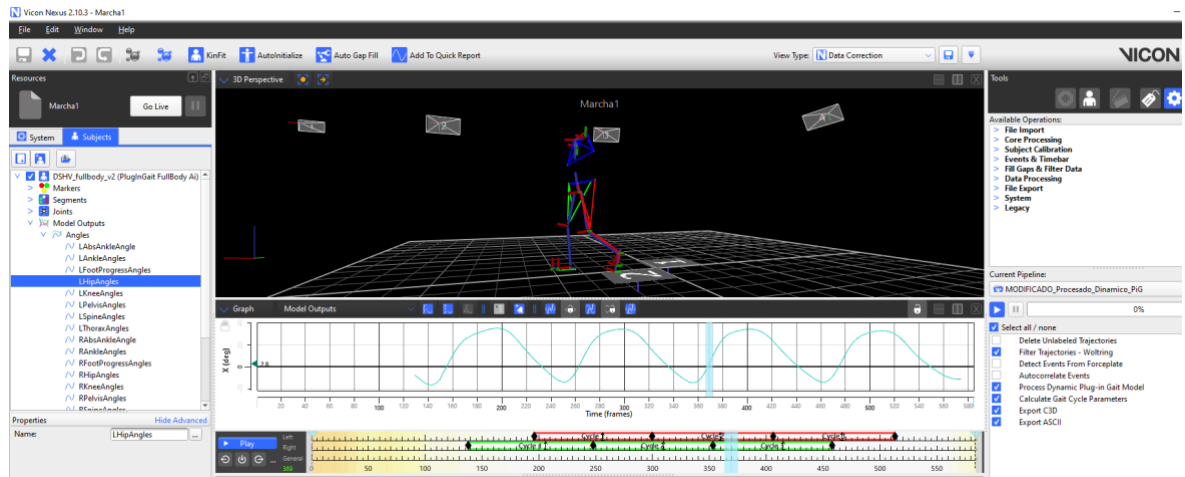 Vicon Nexus 2.10.3 - Marcha1
File Edit Window Help
KinFit AutoInitialize Auto Gap Fill Add To Quick Report
View Type: Data Correction
VICON
Resources
Marcha1
Go Live
System Subjects
DSHV_fullbody_v2 (PlugInGait FullBody Ai)
Markers
Segments
Joints
Model Outputs
Angles
LAbsAnkleAngle
LAnkleAngles
LFootProgressAngles
LHipAngles
LKneeAngles
LPelvisAngles
LSpineAngles
LThoraxAngles
RAbsAnkleAngle
RAnkleAngles
RFootProgressAngles
RHipAngles
RKneeAngles
RPelvisAngles
RSpineAngles
Properties
Hide Advanced
Name: LHipAngles ...
3D Perspective
Marcha1
2
3
4
Graph Model Outputs
X (deg)
0
20 40 60 80 100 120 140 160 180 200 220 240 260 280 300 320 340 360 380 400 420 440 460 480 500 520 540 560 580
Time (frames)
Play
Left
Right
General
369
Cycle 1 Cycle 2
Cycle 1 Cycle 2
0 50 100 150 200 250 300 350 400 450 500 550
Tools
Available Operations:
File Import
Core Processing
Subject Calibration
Events & Timebar
Fill Gaps & Filter Data
Data Processing
File Export
System
Legacy
Current Pipeline:
MODIFICADO_Procesado_Dinamico_PiG
0%
Select all / none
Delete Unlabeled Trajectories
Filter Trajectories - Woltring
Detect Events From Forceplate
Autocorrelate Events
Process Dynamic Plug-in Gait Model
Calculate Gait Cycle Parameters
Export C3D
Export ASCII